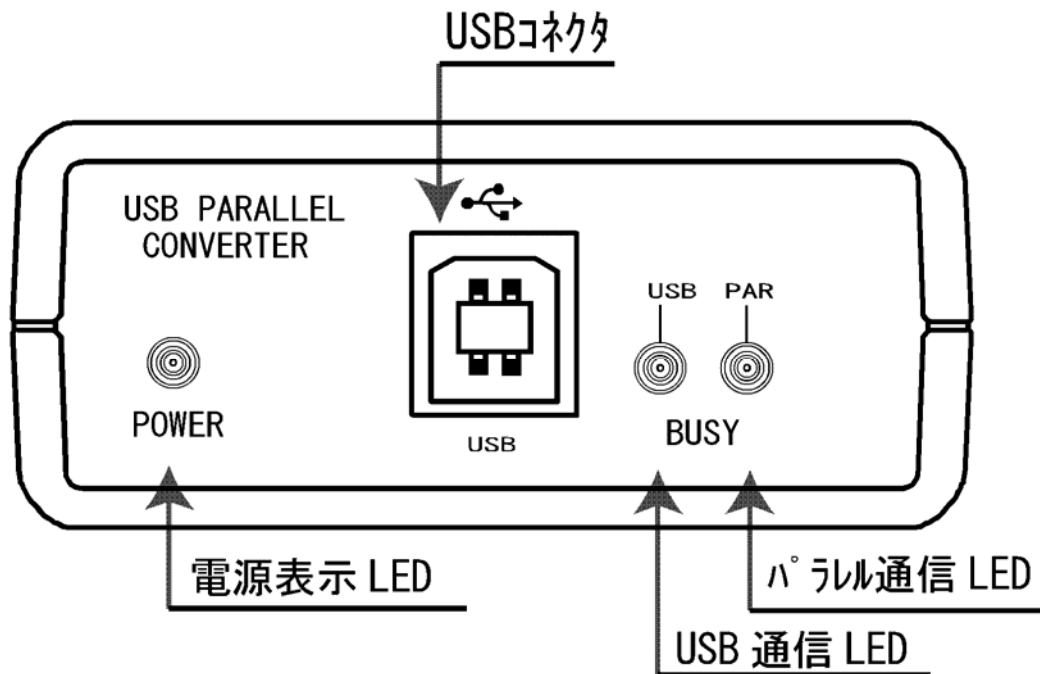 USBコネクタ
USB PARALLEL
CONVERTER
USB PAR
POWER
USB
BUSY
電源表示 LED
パラレル通信 LED
USB 通信 LED